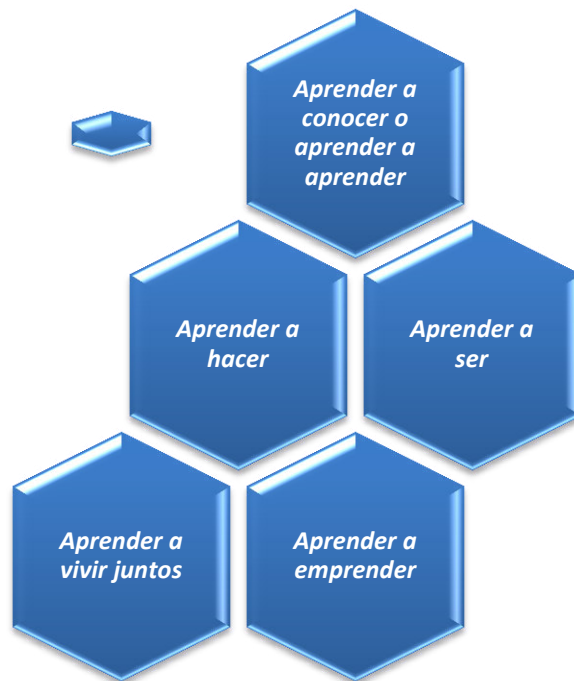 Aprender a
conocer o
aprender a
aprender
Aprender a
hacer
Aprender a
ser
Aprender a
vivir juntos
Aprender a
emprender